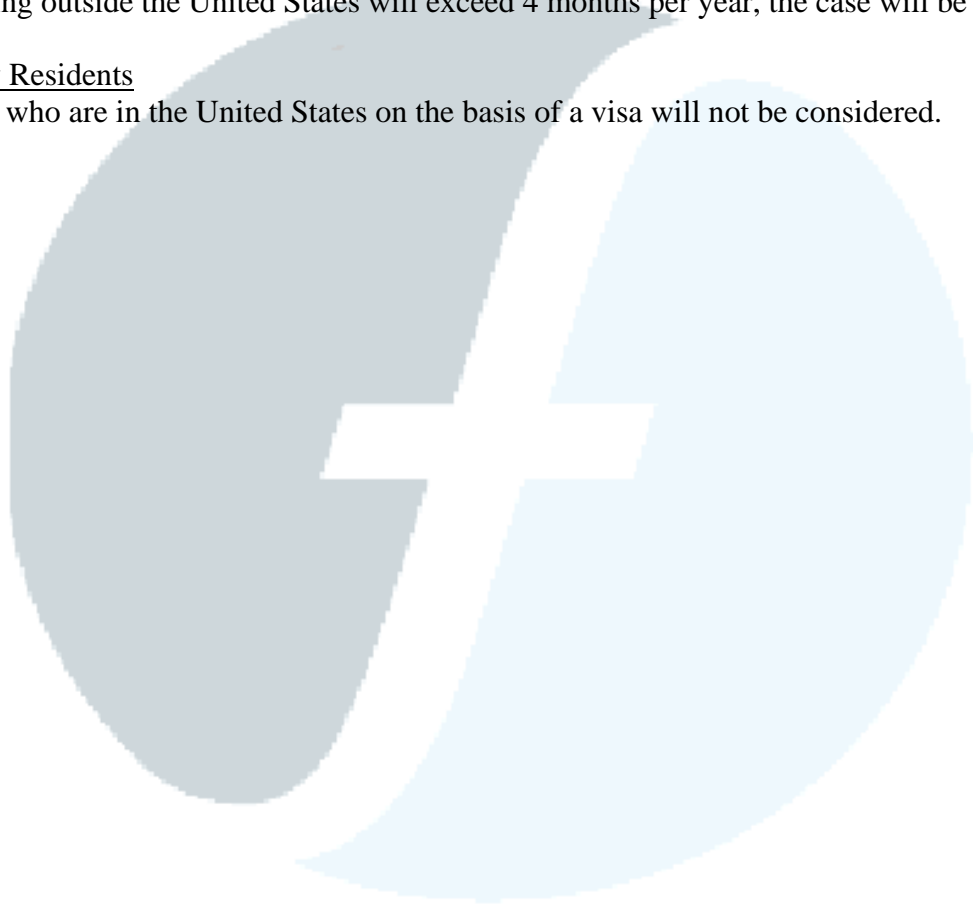 outside the United States will exceed 4 months per year, the case will be
Residents
who are in the United States on the basis of a visa will not be considered.